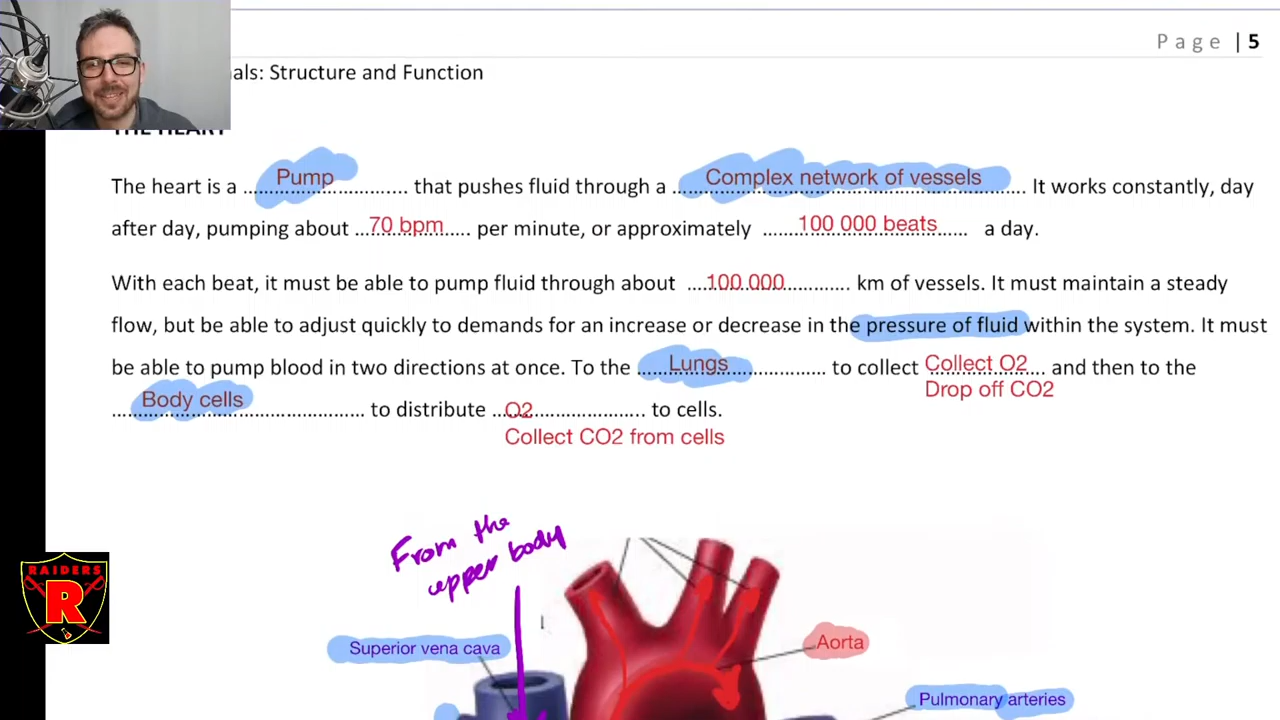 Page | 5
als: Structure and Function
THE HEART
The heart is a ...Pump... that pushes fluid through a ...Complex network of vessels... It works constantly, day
after day, pumping about ...70 bpm... per minute, or approximately ...100 000 beats... a day.
With each beat, it must be able to pump fluid through about ...100 000... km of vessels. It must maintain a steady
flow, but be able to adjust quickly to demands for an increase or decrease in the pressure of fluid within the system. It must
be able to pump blood in two directions at once. To the ...Lungs... to collect Collect O2... and then to the
Drop off CO2
...Body cells... to distribute ...O2... to cells.
Collect CO2 from cells
From the
upper body
Superior vena cava
Aorta
Pulmonary arteries
RAIDERS
R